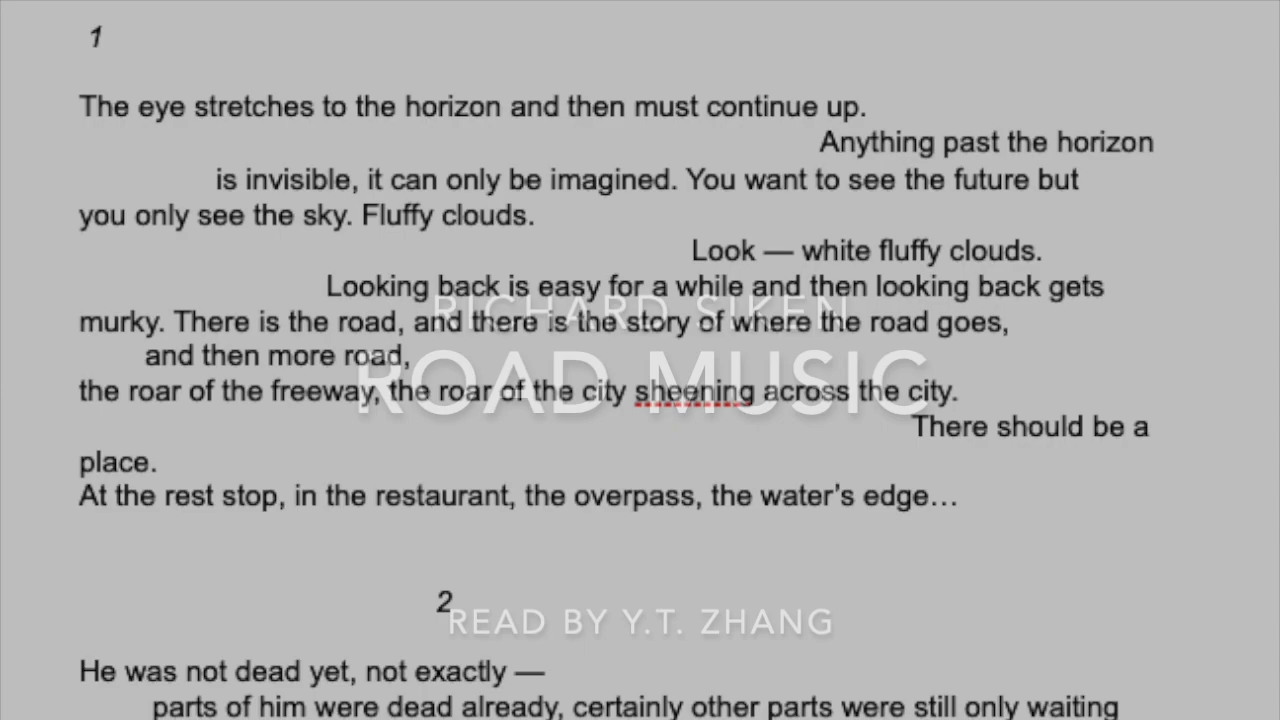 1
The eye stretches to the horizon and then must continue up.
Anything past the horizon
is invisible, it can only be imagined. You want to see the future but
you only see the sky. Fluffy clouds.
Look — white fluffy clouds.
Looking back is easy for a while and then looking back gets
RICHARD SIKEN
murky. There is the road, and there is the story of where the road goes,
and then more road,
ROAD MUSIC
the roar of the freeway, the roar of the city sheening across the city.
There should be a
place.
At the rest stop, in the restaurant, the overpass, the water's edge…
2
READ BY Y.T. ZHANG
He was not dead yet, not exactly —
parts of him were dead already, certainly other parts were still only waiting